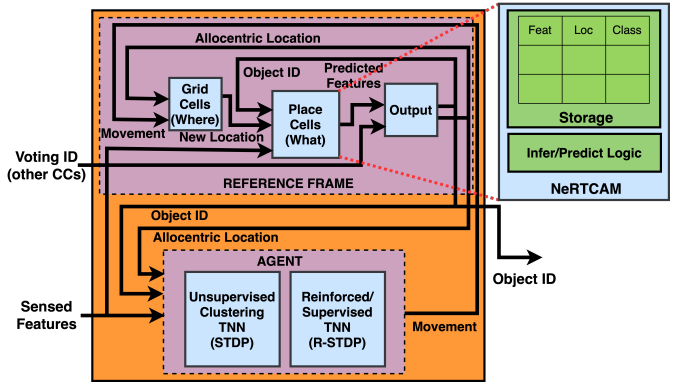 Allocentric Location
Object ID
Predicted
Features
Grid
Cells
(Where)
Place
Cells
(What)
Output
Movement
New Location
Voting ID
(other CCs)
REFERENCE FRAME
Feat Loc Class
Storage
Infer/Predict Logic
NeRTCAM
Object ID
Allocentric Location
AGENT
Object ID
Sensed
Features
Unsupervised
Clustering
TNN
(STDP)
Reinforced/
Supervised
TNN
(R-STDP)
Movement